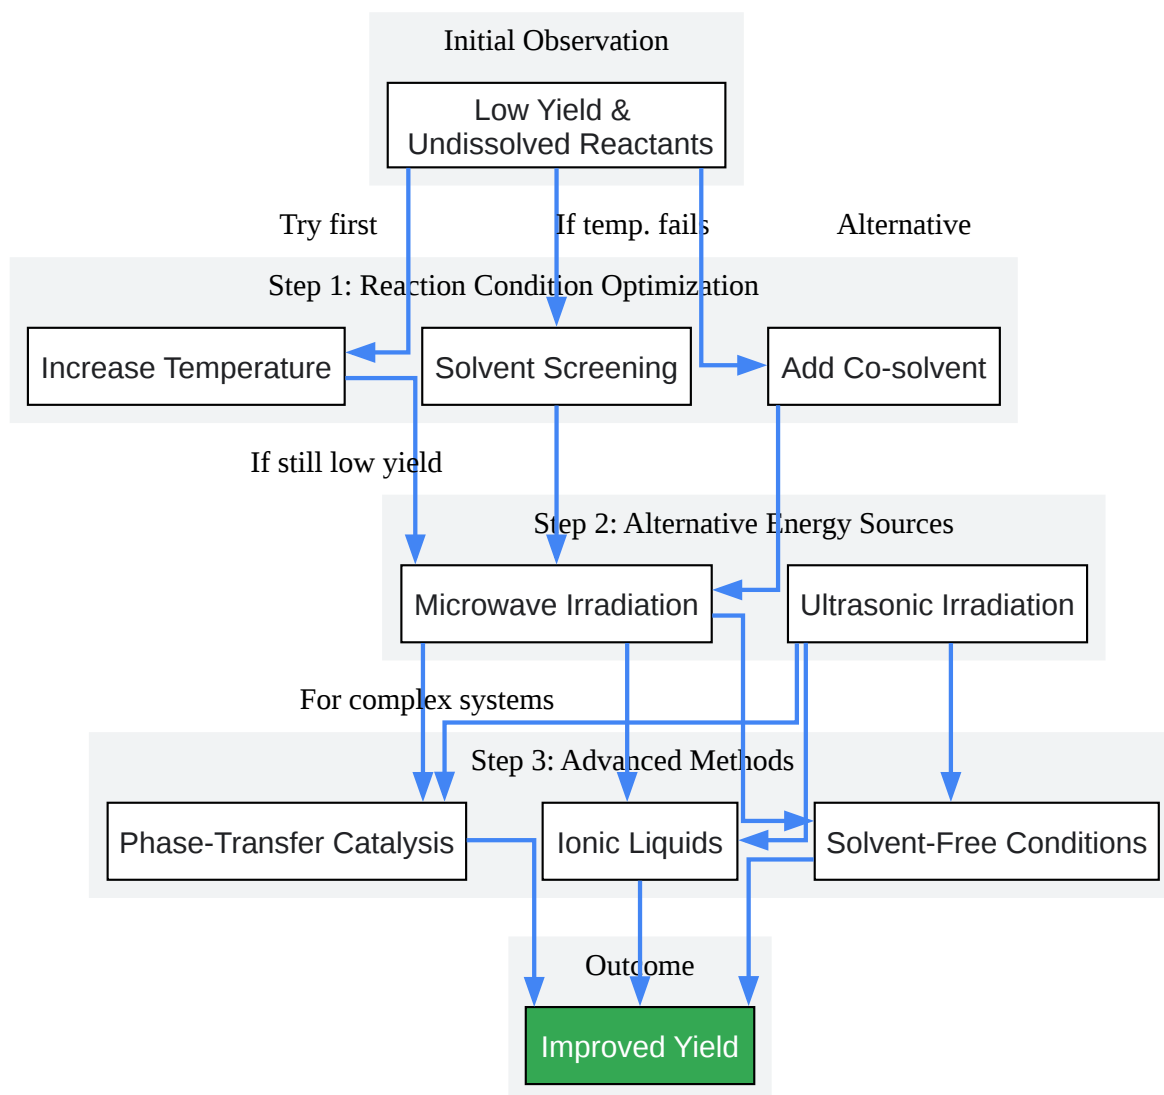 Initial Observation
Low Yield &
Undissolved Reactants
Try first
If temp. fails
Alternative
Step 1: Reaction Condition Optimization
Increase Temperature
Solvent Screening
Add Co-solvent
If still low yield
Step 2: Alternative Energy Sources
Microwave Irradiation
Ultrasonic Irradiation
For complex systems
Step 3: Advanced Methods
Phase-Transfer Catalysis
Ionic Liquids
Solvent-Free Conditions
Outcome
Improved Yield